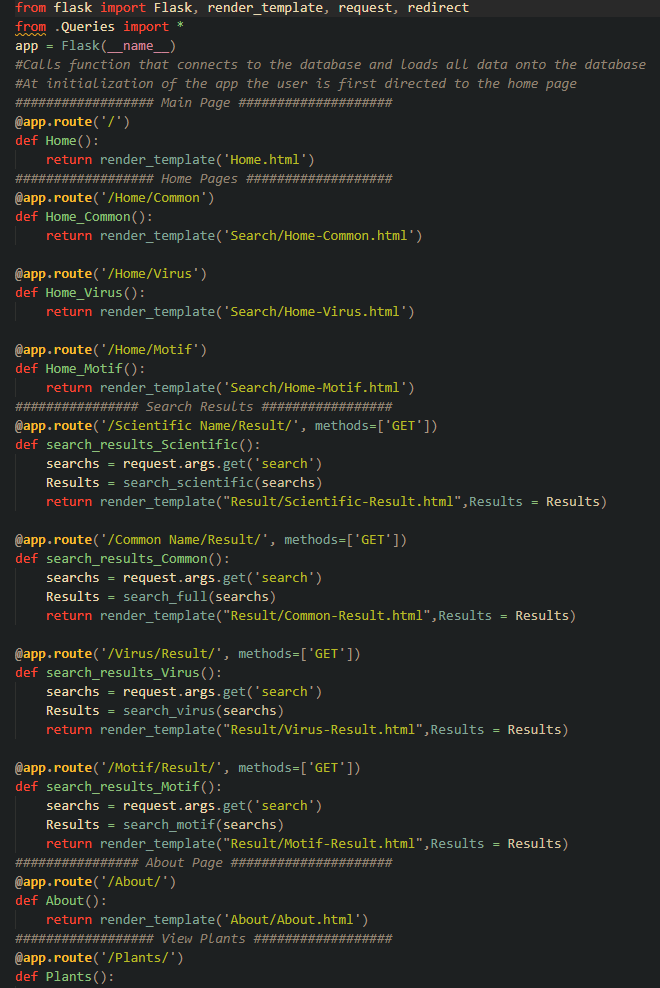 from flask import Flask, render_template, request, redirect
from .Queries import *
app = Flask(__name__)
#Calls function that connects to the database and loads all data onto the database
#At initialization of the app the user is first directed to the home page
################## Main Page ####################
@app.route('/')
def Home():
    return render_template('Home.html')
################## Home Pages ###################
@app.route('/Home/Common')
def Home_Common():
    return render_template('Search/Home-Common.html')
@app.route('/Home/Virus')
def Home_Virus():
    return render_template('Search/Home-Virus.html')
@app.route('/Home/Motif')
def Home_Motif():
    return render_template('Search/Home-Motif.html')
################ Search Results #################
@app.route('/Scientific Name/Result/', methods=['GET'])
def search_results_Scientific():
    searchs = request.args.get('search')
    Results = search_scientific(searchs)
    return render_template("Result/Scientific-Result.html",Results = Results)
@app.route('/Common Name/Result/', methods=['GET'])
def search_results_Common():
    searchs = request.args.get('search')
    Results = search_full(searchs)
    return render_template("Result/Common-Result.html",Results = Results)
@app.route('/Virus/Result/', methods=['GET'])
def search_results_Virus():
    searchs = request.args.get('search')
    Results = search_virus(searchs)
    return render_template("Result/Virus-Result.html",Results = Results)
@app.route('/Motif/Result/', methods=['GET'])
def search_results_Motif():
    searchs = request.args.get('search')
    Results = search_motif(searchs)
    return render_template("Result/Motif-Result.html",Results = Results)
################ About Page #####################
@app.route('/About/')
def About():
    return render_template('About/About.html')
################## View Plants ##################
@app.route('/Plants/')
def Plants():